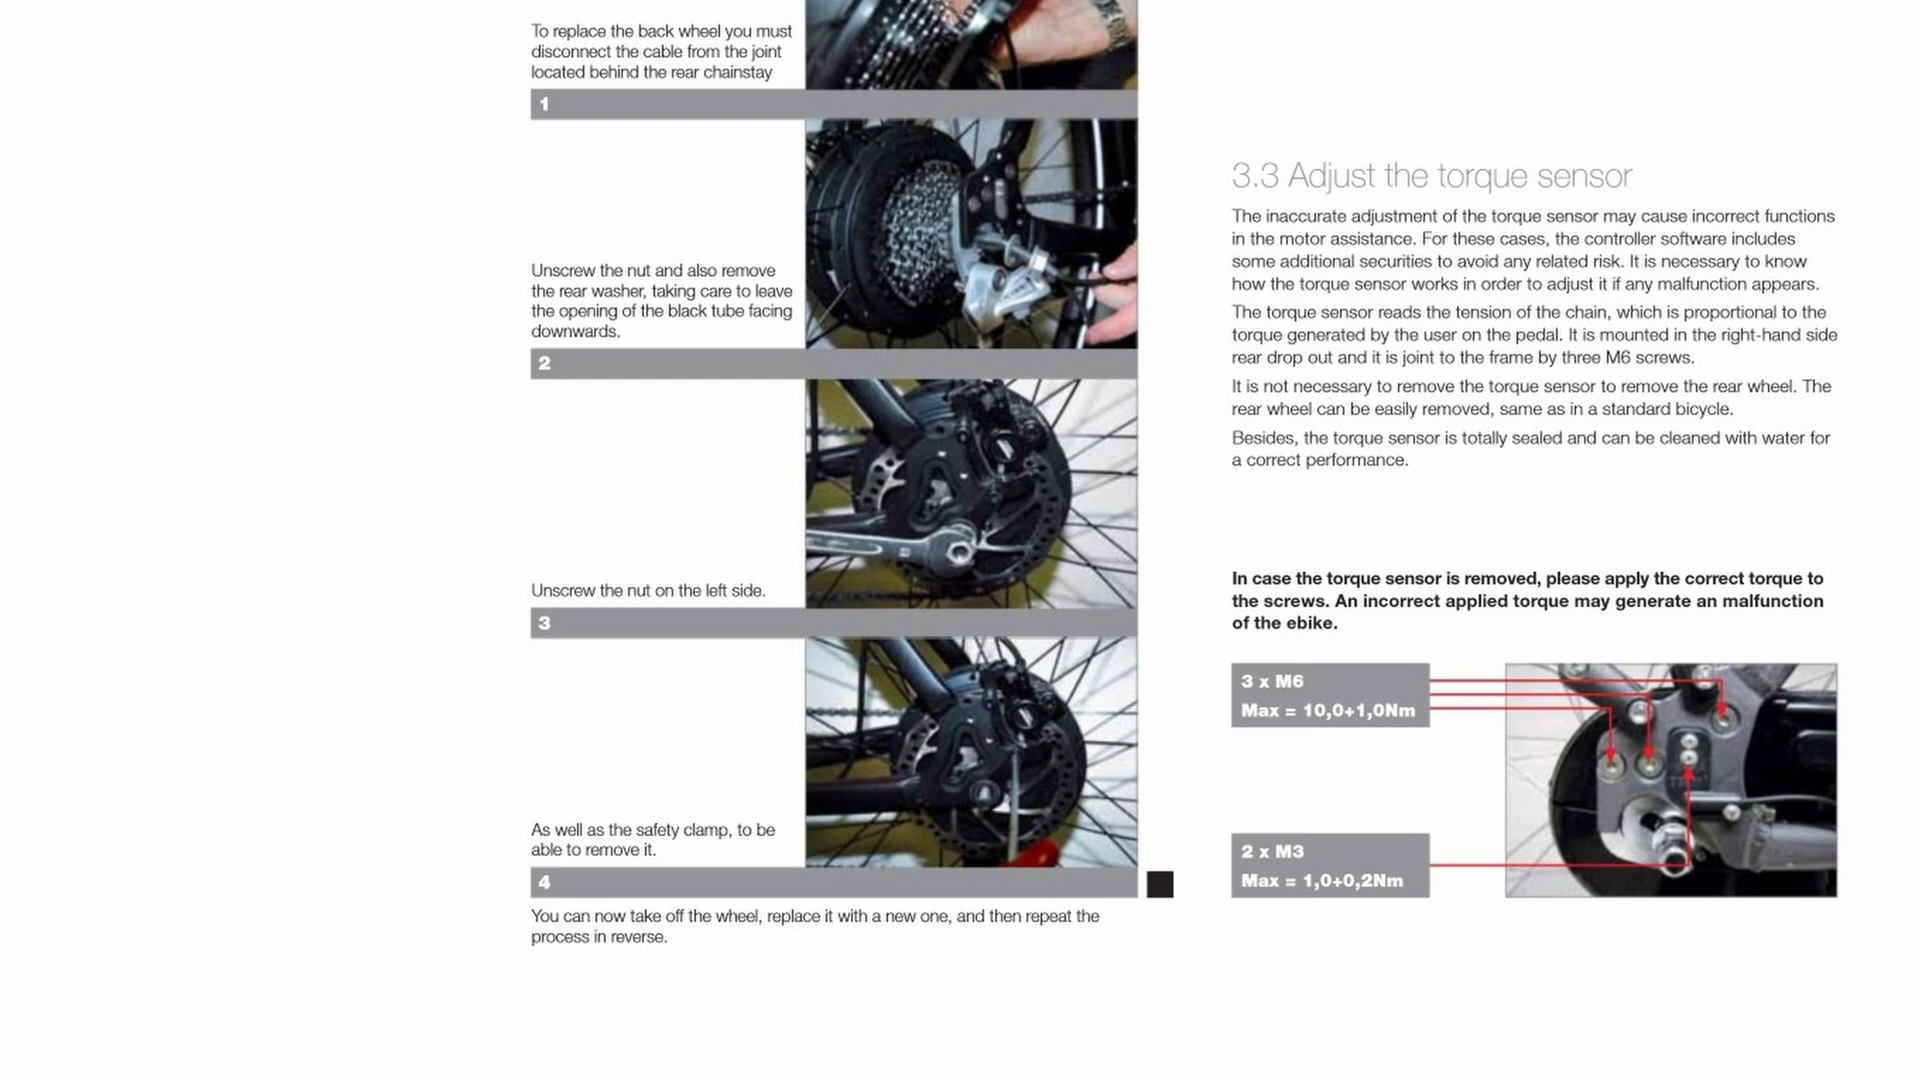 To replace the back wheel you must
disconnect the cable from the joint
located behind the rear chainstay
1
Unscrew the nut and also remove
the rear washer, taking care to leave
the opening of the black tube facing
downwards.
2
Unscrew the nut on the left side.
3
As well as the safety clamp, to be
able to remove it.
4
You can now take off the wheel, replace it with a new one, and then repeat the
process in reverse.
3.3 Adjust the torque sensor
The inaccurate adjustment of the torque sensor may cause incorrect functions
in the motor assistance. For these cases, the controller software includes
some additional securities to avoid any related risk. It is necessary to know
how the torque sensor works in order to adjust it if any malfunction appears.
The torque sensor reads the tension of the chain, which is proportional to the
torque generated by the user on the pedal. It is mounted in the right-hand side
rear drop out and it is joint to the frame by three M6 screws.
It is not necessary to remove the torque sensor to remove the rear wheel. The
rear wheel can be easily removed, same as in a standard bicycle.
Besides, the torque sensor is totally sealed and can be cleaned with water for
a correct performance.
In case the torque sensor is removed, please apply the correct torque to
the screws. An incorrect applied torque may generate an malfunction
of the ebike.
3 x M6
Max = 10,0+1,0Nm
2 x M3
Max = 1,0+0,2Nm